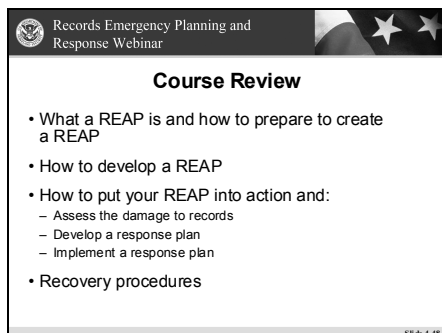 Records Emergency Planning and
Response Webinar
Course Review
• What a REAP is and how to prepare to create
a REAP
• How to develop a REAP
• How to put your REAP into action and:
– Assess the damage to records
– Develop a response plan
– Implement a response plan
• Recovery procedures